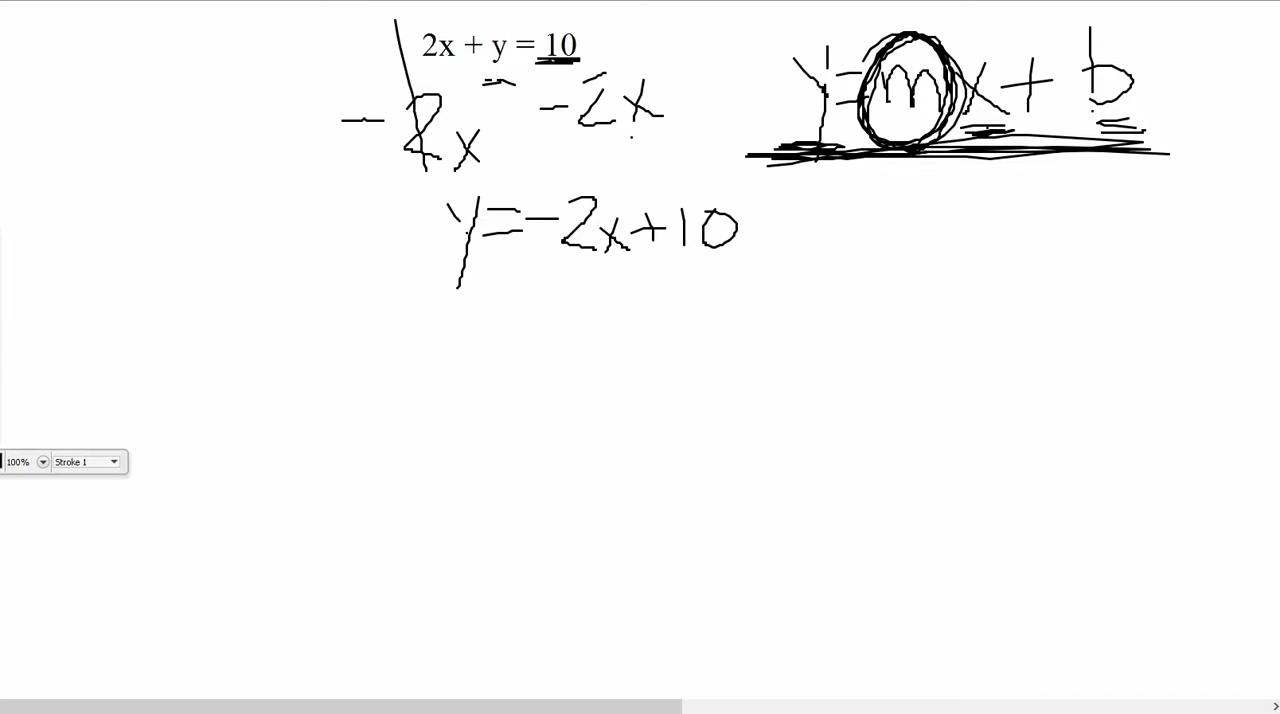 2x + y = 10
y = mx + b
- 2x - 2x
y = -2x + 10
100% Stroke 1